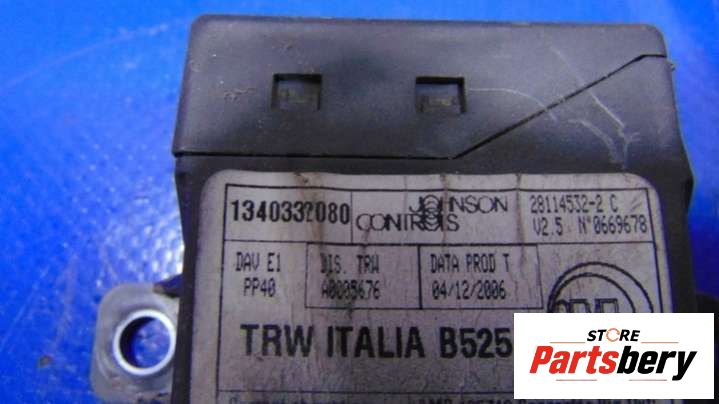 1340332080
JOHNSON
CONTROLS
28114532-2 C
V2.5 N°0669678
DAV E1
PP40
DIS. TRW
A0005676
DATA PROD T
04/12/2006
TRW ITALIA B525
STORE
Partsbery